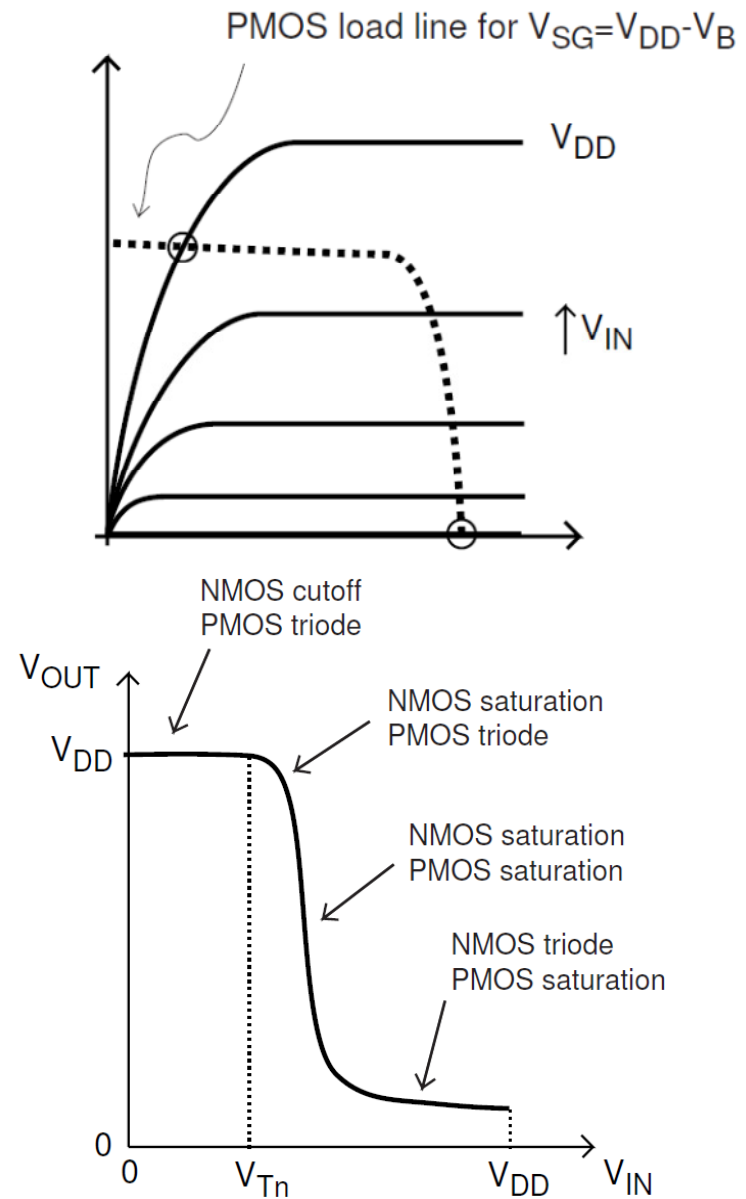 PMOS load line for VSG=VDD-VB
VDD
↑VIN
NMOS cutoff
PMOS triode
VOUT
VDD
NMOS saturation
PMOS triode
NMOS saturation
PMOS saturation
NMOS triode
PMOS saturation
0
0
VTn
VDD
VIN